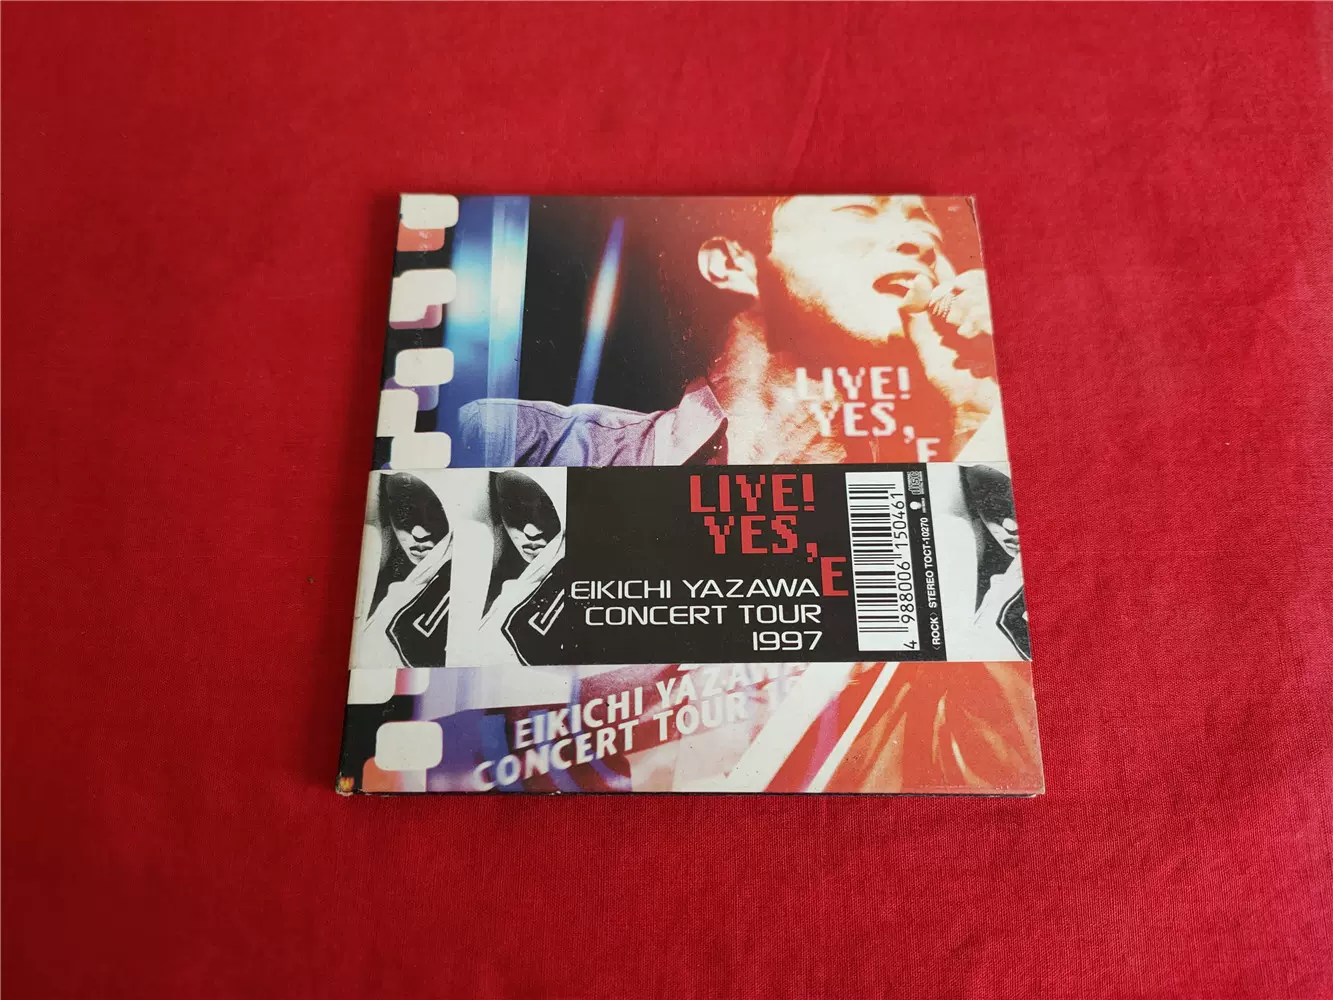 LIVE!
YES,
'E
LIVE!
YES,
'E
EIKICHI YAZAWA
CONCERT TOUR
1997
4 988006 150461
〈ROCK〉 STEREO TOCT-10270
EIKICHI YAZAWA
CONCERT TOUR